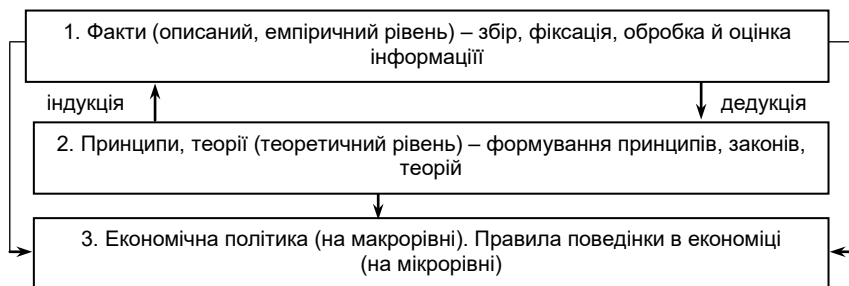 1. Факти (описаний, емпіричний рівень) – збір, фіксація, обробка й оцінка
інформаціїї
індукція
дедукція
2. Принципи, теорії (теоретичний рівень) – формування принципів, законів,
теорій
3. Економічна політика (на макрорівні). Правила поведінки в економіці
(на мікрорівні)